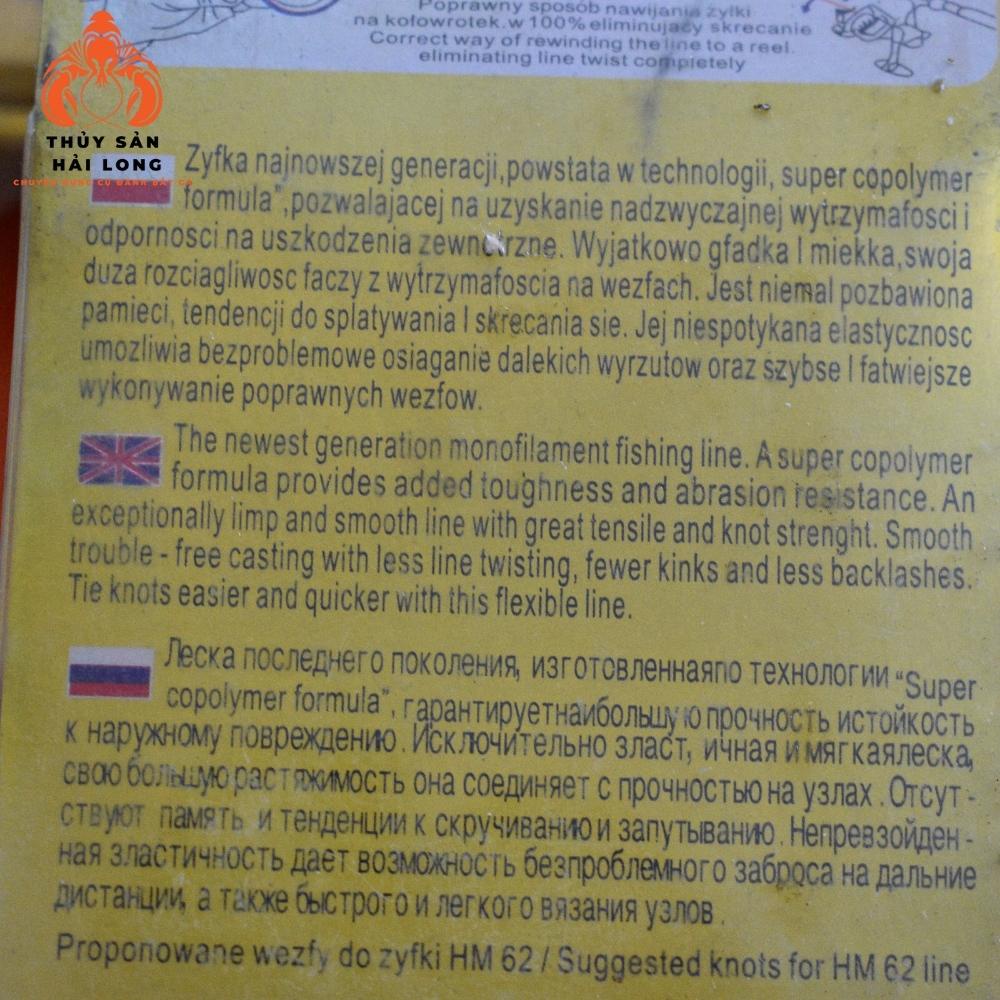 Poprawny sposób nawijania żyłki
na kołowrotek.w 100% eliminujący skrecanie
Correct way of rewinding the line to a reel.
eliminating line twist completely
THỦY SẢN
HẢI LONG
CHUYÊN DỤNG CỤ ĐÁNH BẮT CÁ
Zyfka najnowszej generacji,powstata w technologii, super copolymer
formula",pozwalajacej na uzyskanie nadzwyczajnej wytrzymafosci i
odpornosci na uszkodzenia zewnetrzne. Wyjatkowo gfadka I miekka,swoja
duza rozciagliwosc faczy z wytrzymafoscia na wezfach. Jest niemal pozbawiona
pamieci, tendencji do splatywania I skrecania sie. Jej niespotykana elastycznosc
umozliwia bezproblemowe osiaganie dalekich wyrzutow oraz szybse I fatwiejsze
wykonywanie poprawnych wezfow.
The newest generation monofilament fishing line. A super copolymer
formula provides added toughness and abrasion resistance. An
exceptionally limp and smooth line with great tensile and knot strenght. Smooth
trouble - free casting with less line twisting, fewer kinks and less backlashes.
Tie knots easier and quicker with this flexible line.
Леска последнего поколения, изготовленнаяпо технологии "Super
copolymer formula", гарантируетнаибольшую прочность истойкость
к наружному повреждению. Исключительно зласт, ичная и мягкаялеска,
свою большую растяжимость она соединяет с прочностью на узлах . Отсут -
ствуют память и тенденции к скручиванию и запутыванию. Непревзойден -
ная зластичность дает возможность безпроблемного заброса на дальние
дистанции, а также быстрого и легкого вязания узлов .
Proponowane wezfy do zyfki HM 62 / Suggested knots for HM 62 line